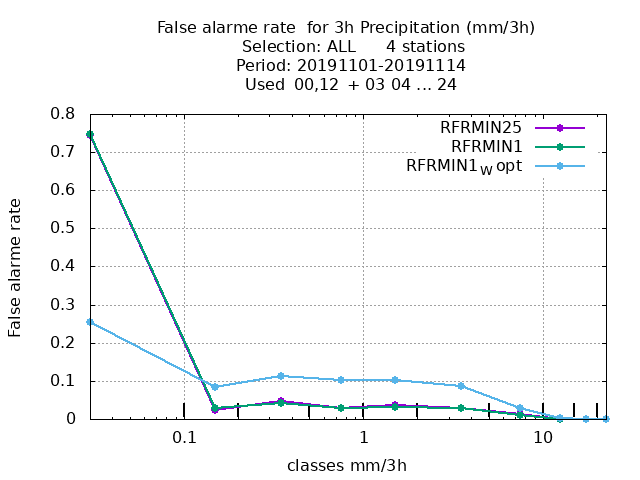 False alarme rate for 3h Precipitation (mm/3h)
Selection: ALL 4 stations
Period: 20191101-20191114
Used 00,12 + 03 04 ... 24
RFRMIN25
RFRMIN1
RFRMIN1W opt
False alarme rate
0.8
0.7
0.6
0.5
0.4
0.3
0.2
0.1
0
0.1 1 10
classes mm/3h